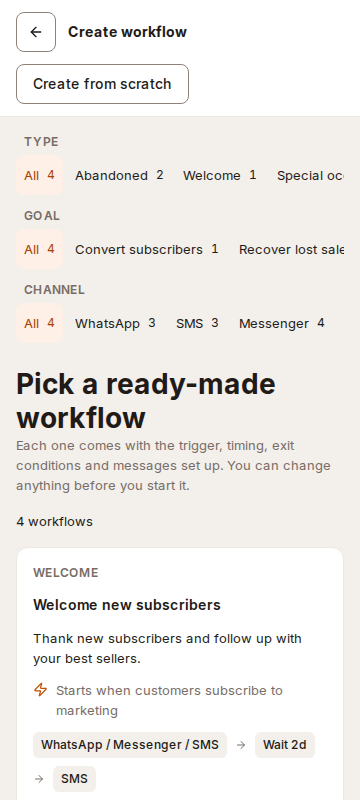 Create workflow
Create from scratch
TYPE
All 4 Abandoned 2 Welcome 1 Special
GOAL
All 4 Convert subscribers 1 Recover lost
CHANNEL
All 4 WhatsApp 3 SMS 3 Messenger 4
Pick a ready-made
workflow
Each one comes with the trigger, timing, exit
conditions and messages set up. You can change
anything before you start it.
4 workflows
WELCOME
Welcome new subscribers
Thank new subscribers and follow up with
your best sellers.
Starts when customers subscribe to
marketing
WhatsApp / Messenger / SMS → Wait 2d
→ SMS